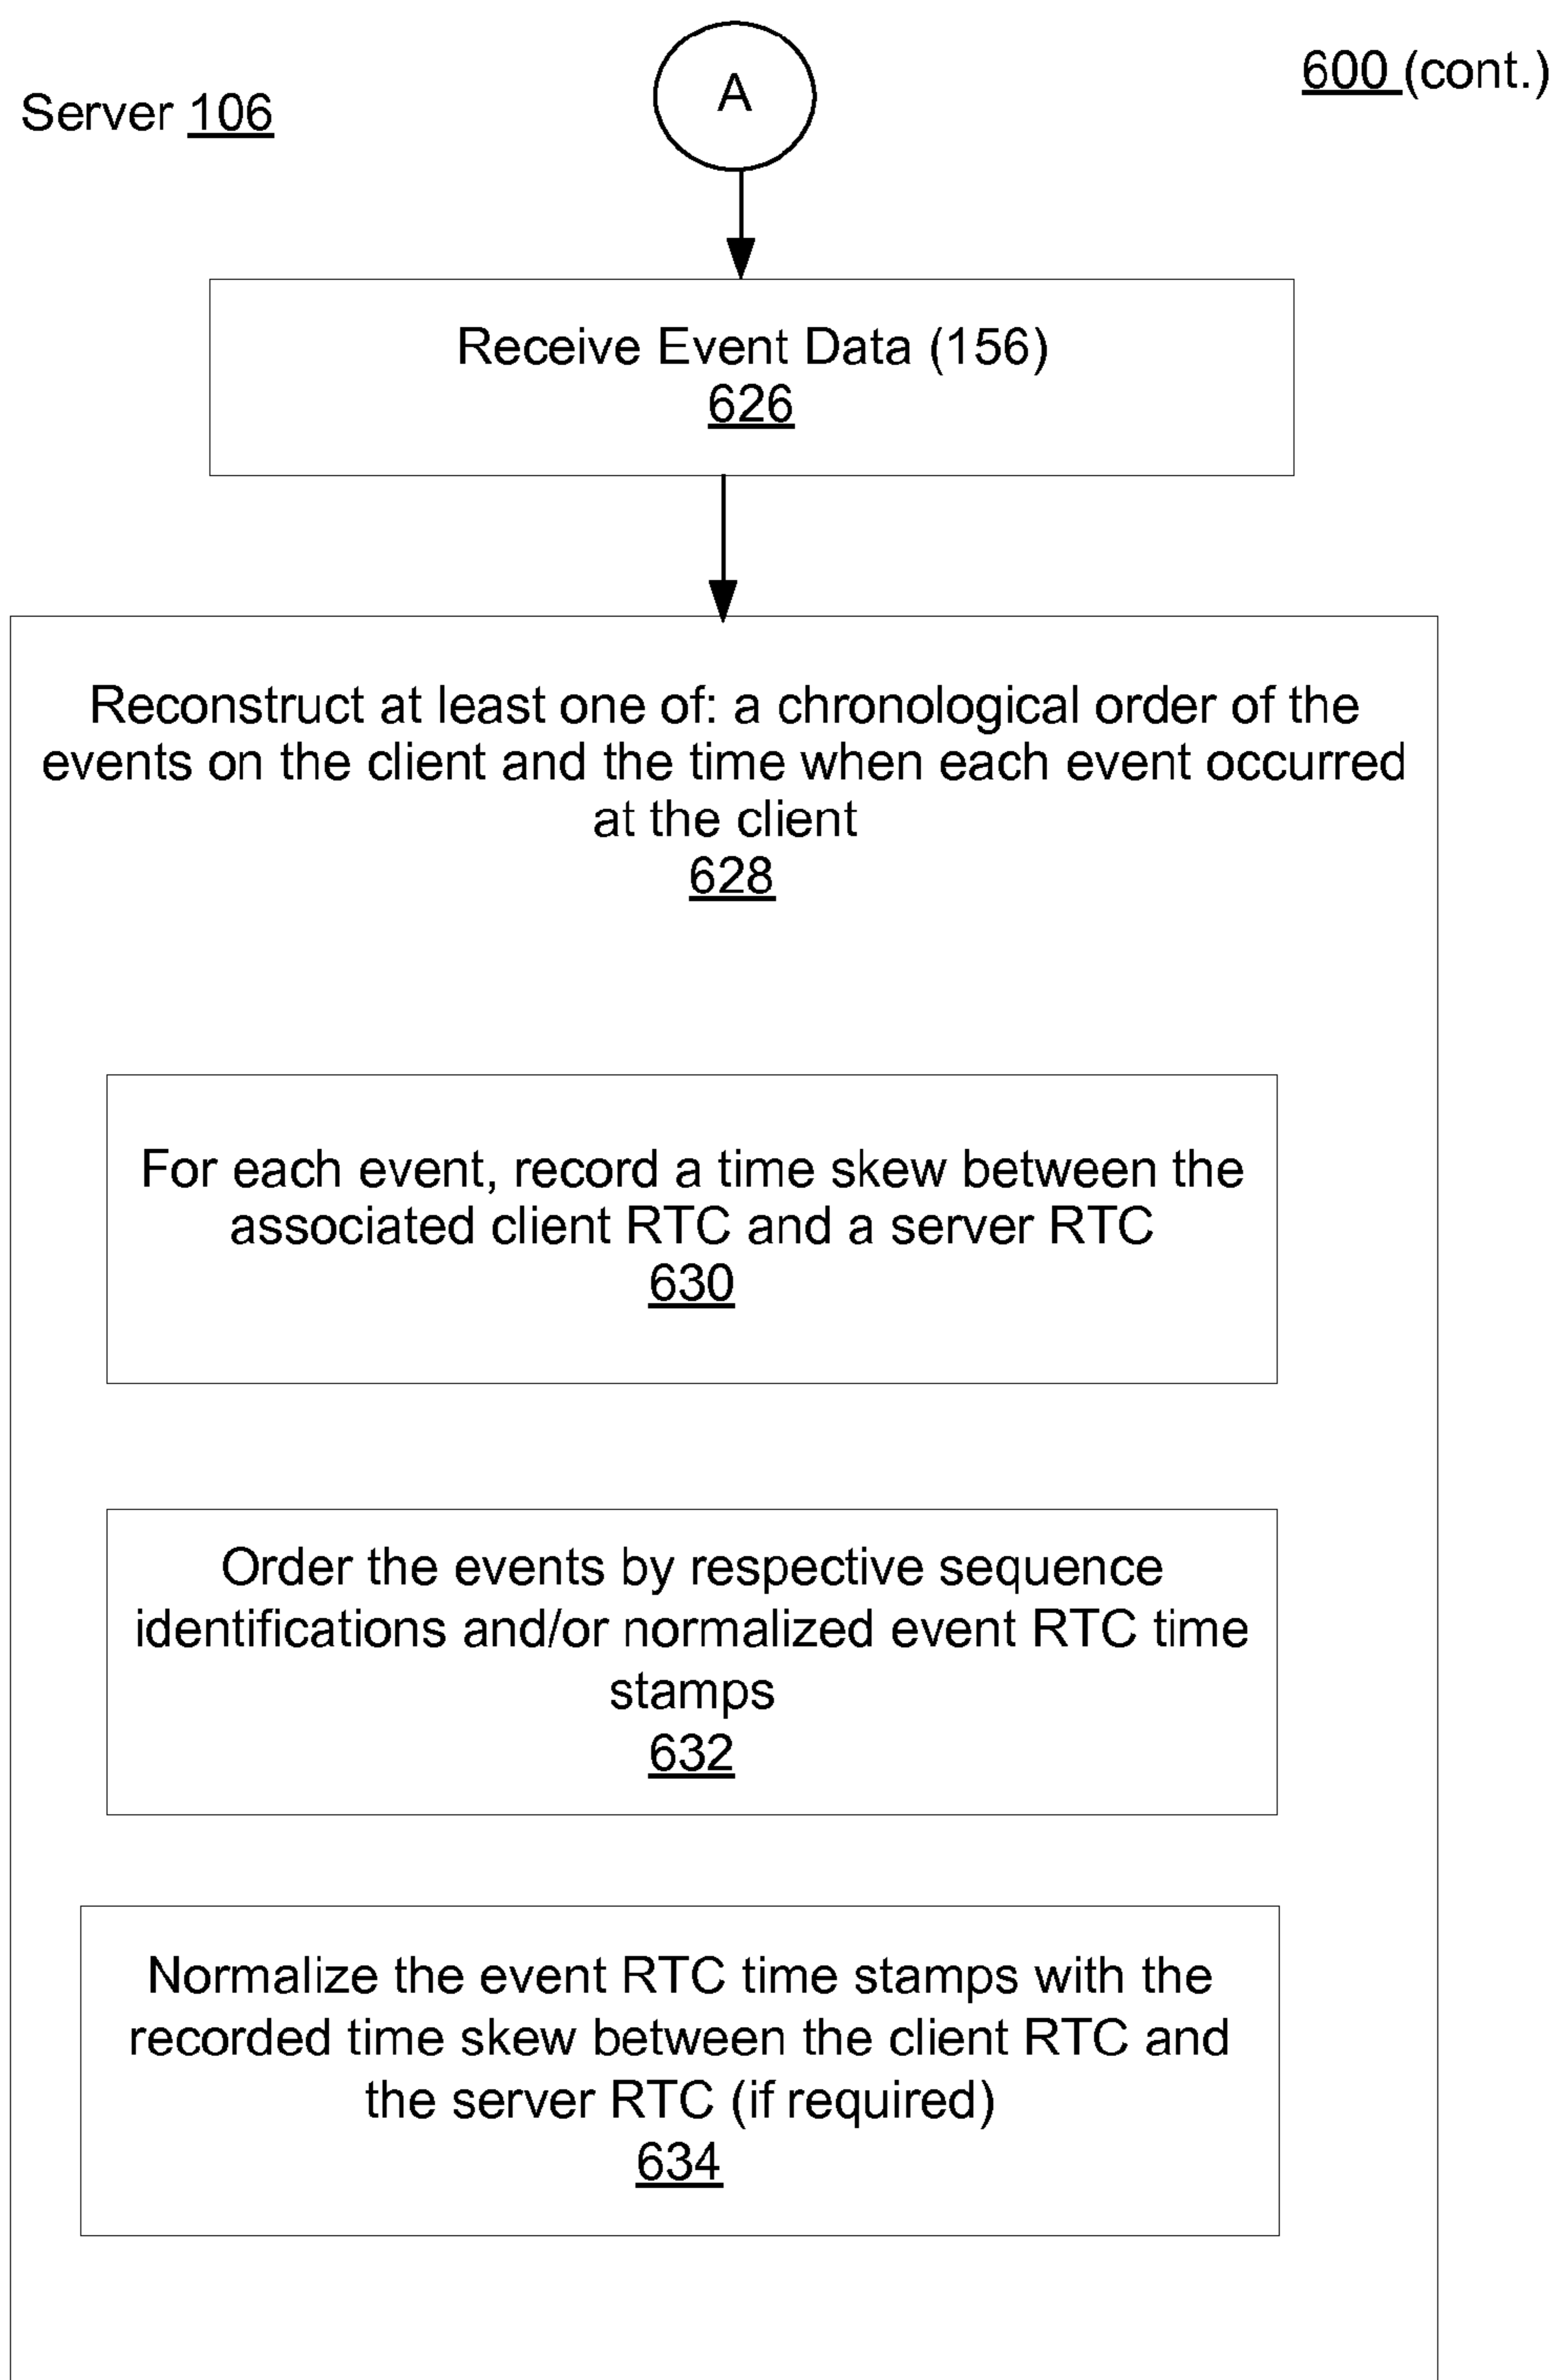 Server 106
A
600 (cont.)
Receive Event Data (156)
626
Reconstruct at least one of: a chronological order of the
events on the client and the time when each event occurred
at the client
628
For each event, record a time skew between the
associated client RTC and a server RTC
630
Order the events by respective sequence
identifications and/or normalized event RTC time
stamps
632
Normalize the event RTC time stamps with the
recorded time skew between the client RTC and
the server RTC (if required)
634